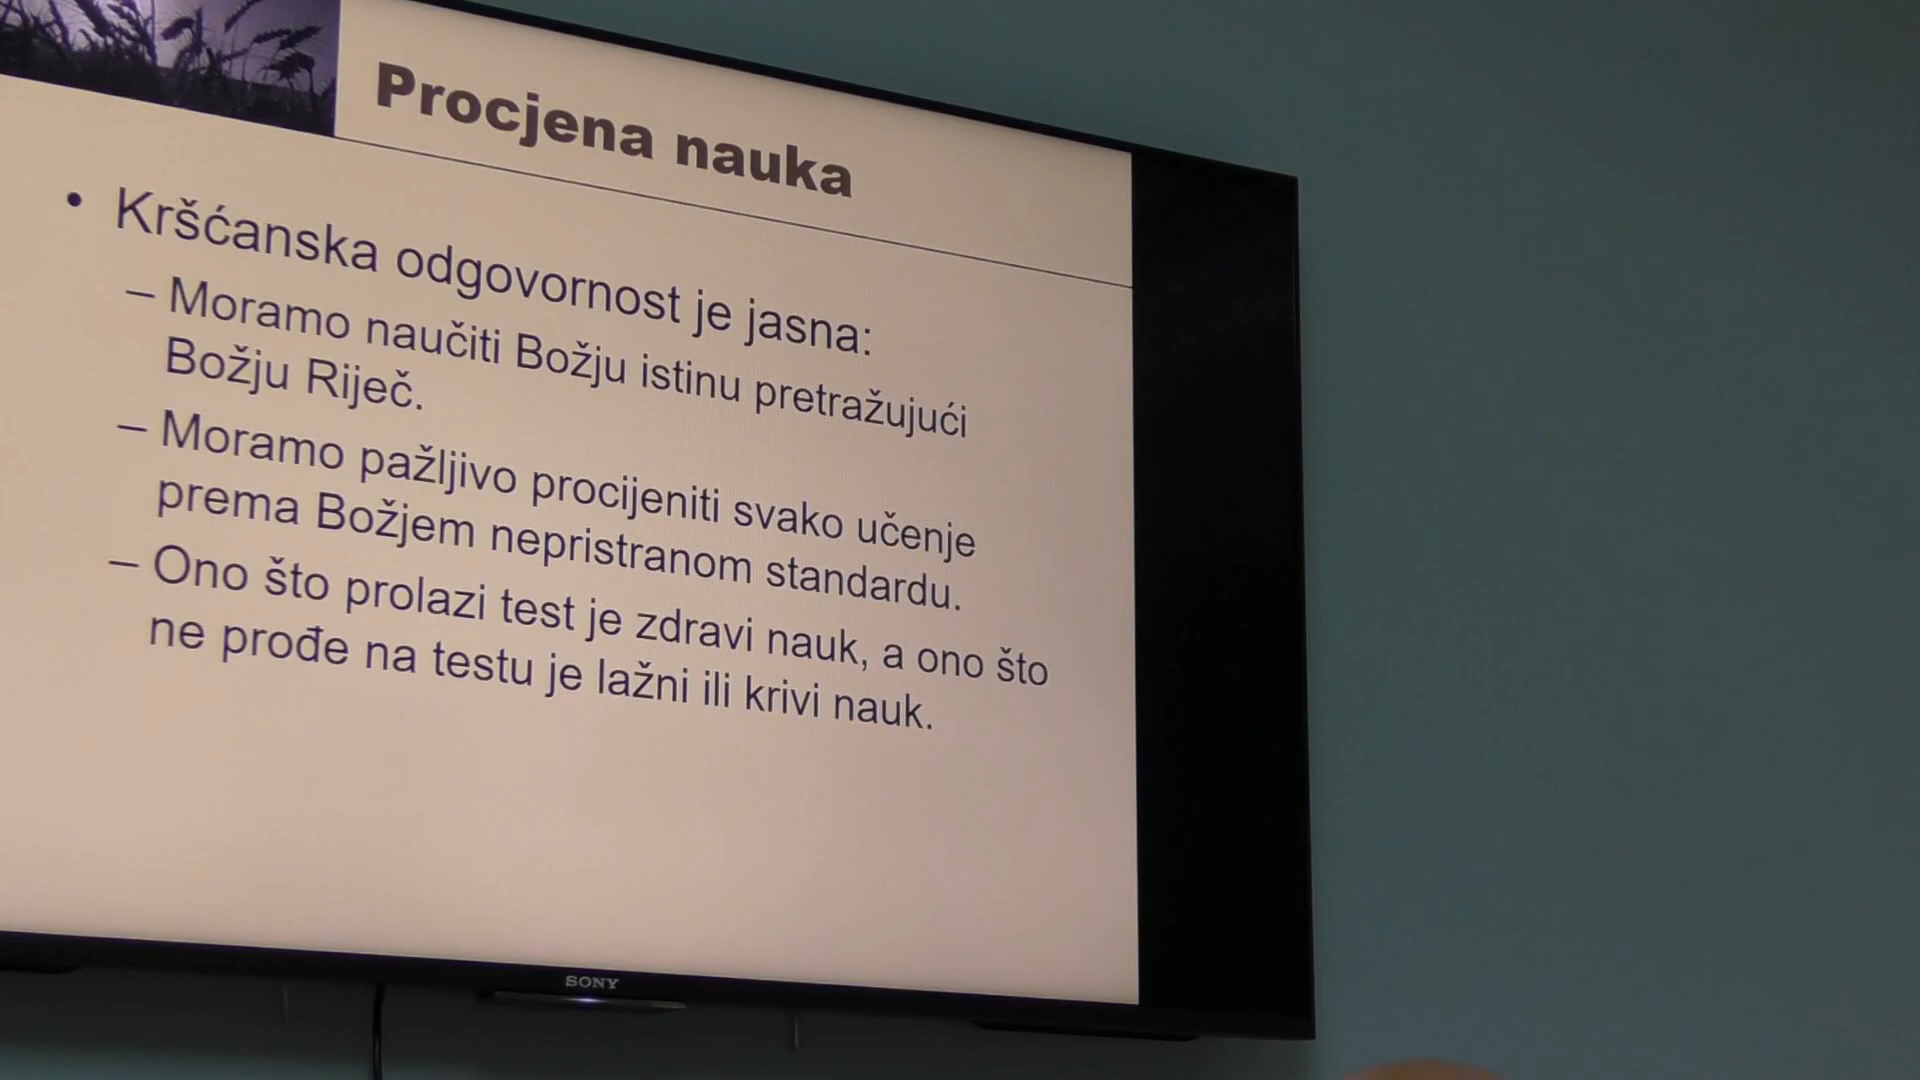 Procjena nauka
• Kršćanska odgovornost je jasna:
– Moramo naučiti Božju istinu pretražujući
Božju Riječ.
– Moramo pažljivo procijeniti svako učenje
prema Božjem nepristranom standardu.
– Ono što prolazi test je zdravi nauk, a ono što
ne prođe na testu je lažni ili krivi nauk.
SONY